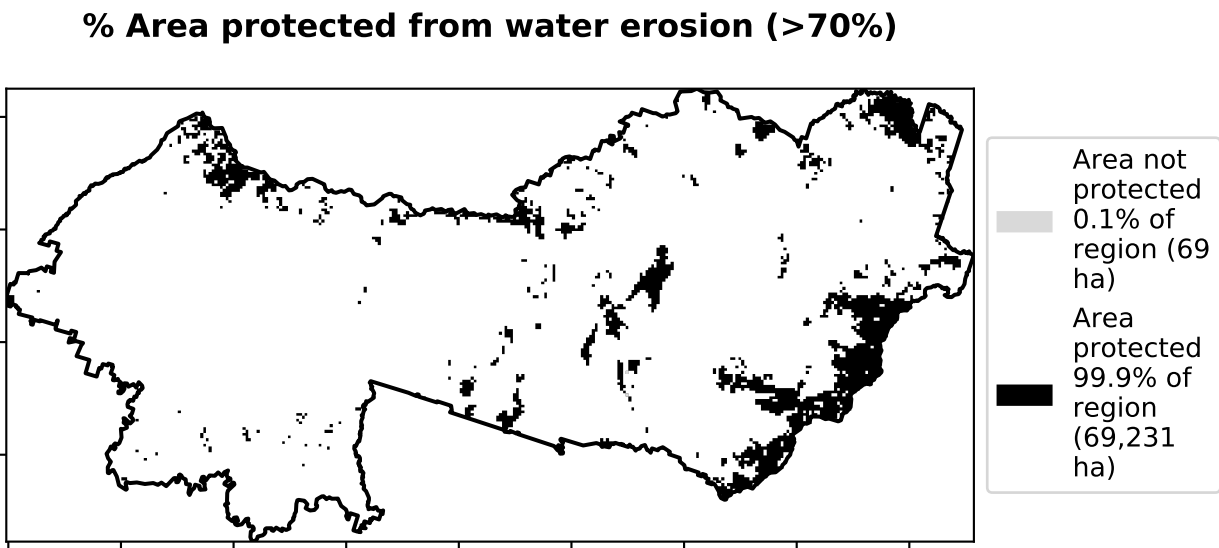 % Area protected from water erosion (>70%)
Area not
protected
0.1% of
region (69
ha)
Area
protected
99.9% of
region
(69,231
ha)